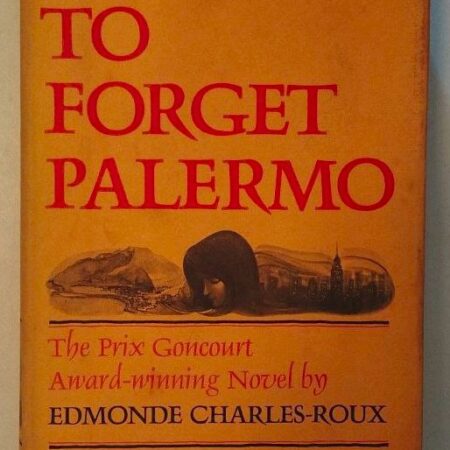 TO
FORGET
PALERMO
The Prix Goncourt
Award-winning Novel by
EDMONDE CHARLES-ROUX